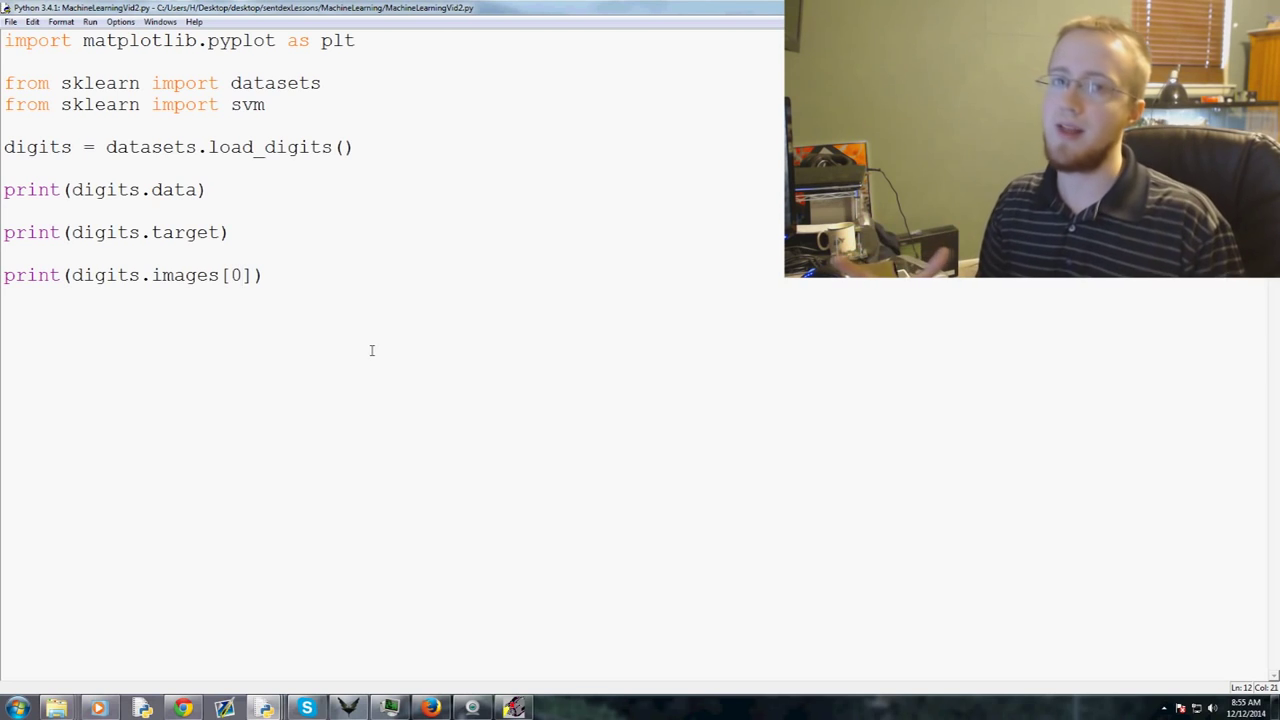 Python 3.4.1: MachineLearningVid2.py - C:/Users/H/Desktop/desktop/sentdexLessons/MachineLearning/MachineLearningVid2.py
File Edit Format Run Options Windows Help
import matplotlib.pyplot as plt
from sklearn import datasets
from sklearn import svm
digits = datasets.load_digits()
print(digits.data)
print(digits.target)
print(digits.images[0])
Ln: 12 Col: 21
8:55 AM
12/12/2014